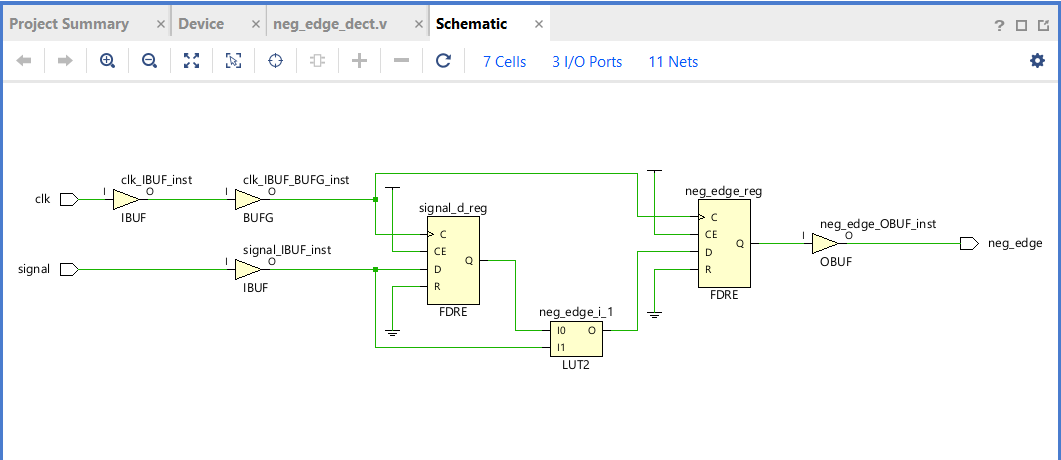 Project Summary × Device × neg_edge_dect.v × Schematic × ?
7 Cells 3 I/O Ports 11 Nets
clk I clk_IBUF_inst O IBUF
I clk_IBUF_BUFG_inst O BUFG
signal I signal_IBUF_inst O IBUF
signal_d_reg
C
CE
D
R
Q
FDRE
neg_edge_i_1
I0 O
I1
LUT2
neg_edge_reg
C
CE
D
R
Q
FDRE
I neg_edge_OBUF_inst O OBUF
neg_edge